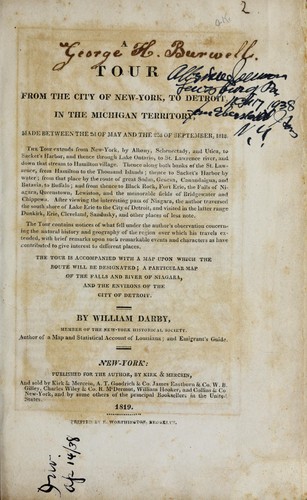 2
A
George H. Burwell.
TOUR
FROM THE CITY OF NEW-YORK, TO DETROIT,
IN THE MICHIGAN TERRITORY,
MADE BETWEEN THE 2d OF MAY AND THE 22d OF SEPTEMBER, 1818.
THE TOUR extends from New-York, by Albany, Schenectady, and Utica, to
Sacket's Harbor, and thence through Lake Ontario, to St. Lawrence river, and
down that stream to Hamilton village. Thence along both banks of the St. Law-
rence, from Hamilton to the Thousand Islands; thence to Sacket's Harbor by
water; from that place by the route of great Sodus, Geneva, Canandaigua, and
Batavia, to Buffalo; and from thence to Black Rock, Fort Erie, the Falls of Nia-
gara, Queenstown, Lewiston, and the memorable fields of Bridgewater and
Chippewa. After viewing the interesting pass of Niagara, the author traversed
the south shore of Lake Erie to the City of Detroit, and visited in the latter range
Dunkirk, Erie, Cleveland, Sandusky, and other places of less note.
The Tour contains notices of what fell under the author's observation concern-
ing the natural history and geography of the region over which his travels ex-
tended, with brief remarks upon such remarkable events and characters as have
contributed to give interest to different places.
THE TOUR IS ACCOMPANIED WITH A MAP UPON WHICH THE
ROUTE WILL BE DESIGNATED; A PARTICULAR MAP
OF THE FALLS AND RIVER OF NIAGARA,
AND THE ENVIRONS OF THE
CITY OF DETROIT.
BY WILLIAM DARBY,
MEMBER OF THE NEW-YORK HISTORICAL SOCIETY,
Author of a Map and Statistical Account of Louisiana; and Emigrant's Guide.
NEW-YORK:
PUBLISHED FOR THE AUTHOR, BY KIRK & MERCEIN,
And sold by Kirk & Mercein, A. T. Goodrich & Co. James Eastburn & Co. W. B.
Gilley, Charles Wiley & Co. R. M'Dermut, William Hooker, and Collins & Co.
New-York, and by some others of the principal Booksellers in the United
States.
1819.
PRINTED BY E. WORTHINGTON, BROOKLYN.